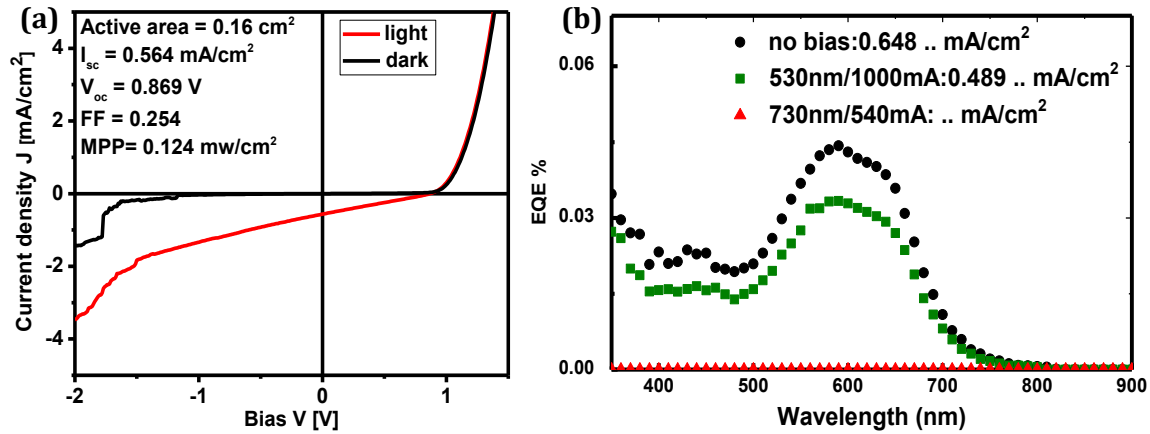 (a)
Active area = 0.16 cm²
Isc = 0.564 mA/cm²
Voc = 0.869 V
FF = 0.254
MPP= 0.124 mw/cm²
light
dark
Current density J [mA/cm²]
4
2
0
-2
-4
-2
-1
0
1
Bias V [V]
(b)
no bias:0.648 .. mA/cm²
530nm/1000mA:0.489 .. mA/cm²
730nm/540mA: .. mA/cm²
EQE %
0.06
0.03
0.00
400
500
600
700
800
900
Wavelength (nm)